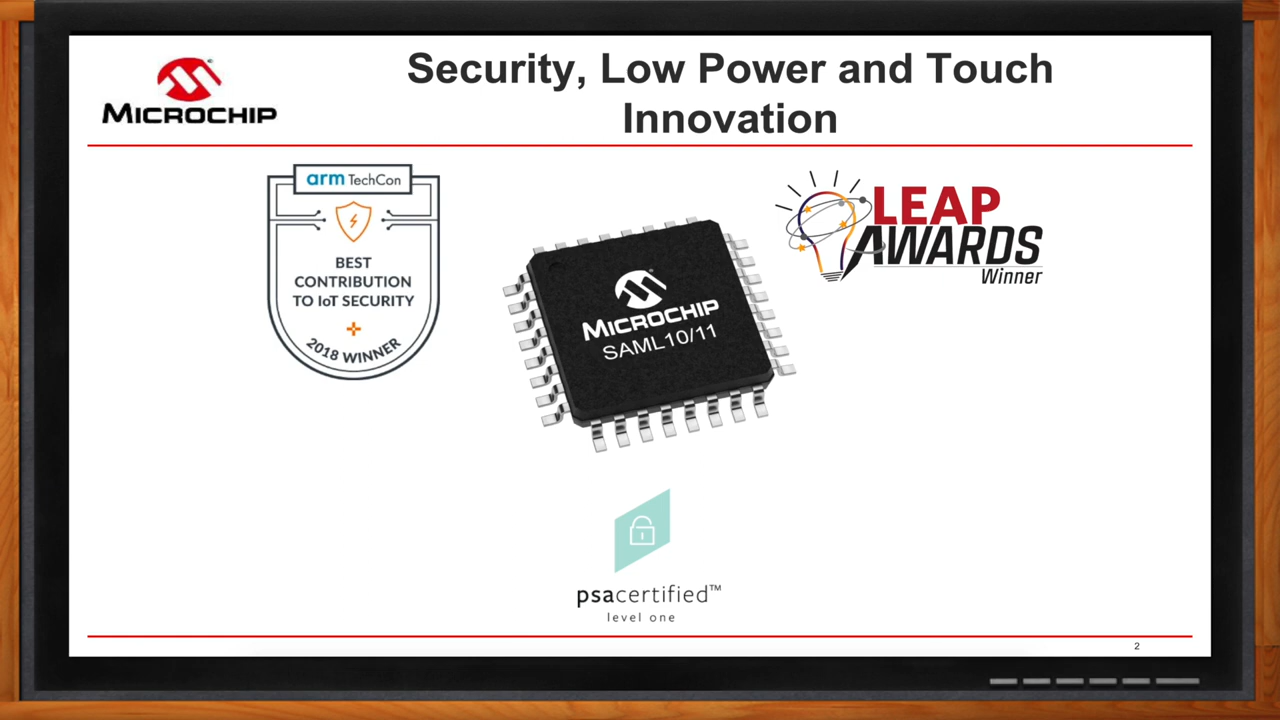 MICROCHIP
Security, Low Power and Touch
Innovation
arm TechCon
BEST
CONTRIBUTION
TO IoT SECURITY
2018 WINNER
MICROCHIP
SAML10/11
LEAP
AWARDS
Winner
psacertified™
level one
2